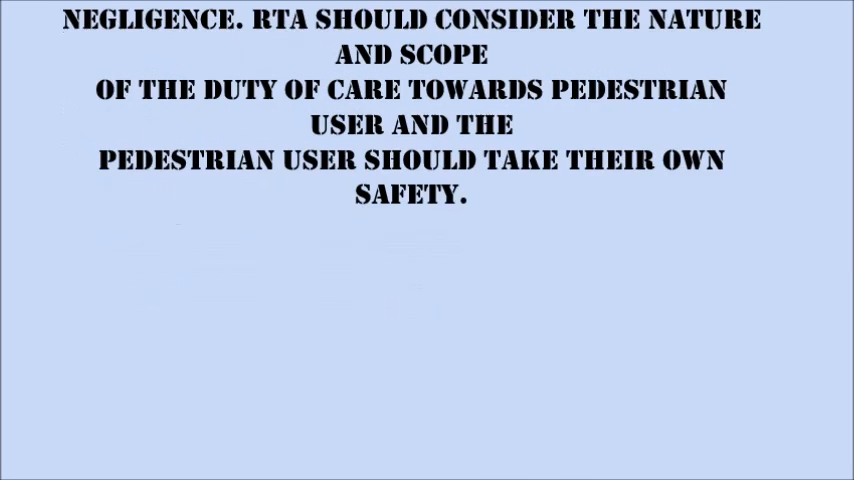 NEGLIGENCE. RTA SHOULD CONSIDER THE NATURE
AND SCOPE
OF THE DUTY OF CARE TOWARDS PEDESTRIAN
USER AND THE
PEDESTRIAN USER SHOULD TAKE THEIR OWN
SAFETY.